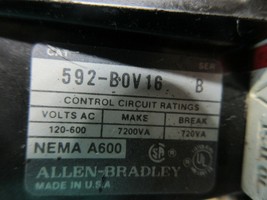 CAT SER
592-B0V16 B
CONTROL CIRCUIT RATINGS
VOLTS AC MAKE BREAK
120-600 7200VA 720VA
NEMA A600
ALLEN-BRADLEY
MADE IN U.S.A.